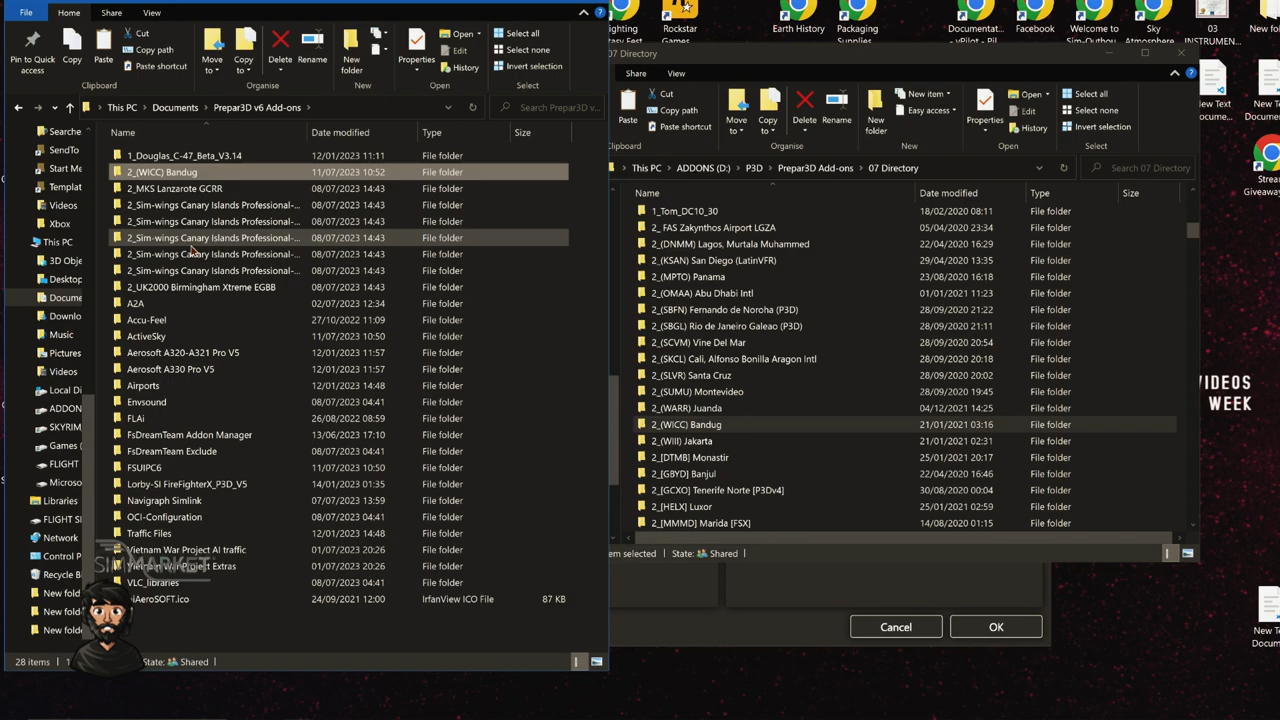 File
Home
Share
View
Pin to Quick access
Copy
Paste
Cut
Copy path
Paste shortcut
Clipboard
Move to
Copy to
Delete
Rename
Organise
New folder
New
Properties
Open
Edit
History
Open
Select all
Select none
Invert selection
Select
This PC
Documents
Prepar3D v6 Add-ons
Search Prepar3D v...
Name
Date modified
Type
Size
1_Douglas_C-47_Beta_V3.14 12/01/2023 11:11 File folder
2_(WICC) Bandug 11/07/2023 10:52 File folder
2_MKS Lanzarote GCRR 08/07/2023 14:43 File folder
2_Sim-wings Canary Islands Professional-... 08/07/2023 14:43 File folder
2_Sim-wings Canary Islands Professional-... 08/07/2023 14:43 File folder
2_Sim-wings Canary Islands Professional-... 08/07/2023 14:43 File folder
2_Sim-wings Canary Islands Professional-... 08/07/2023 14:43 File folder
2_Sim-wings Canary Islands Professional-... 08/07/2023 14:43 File folder
2_UK2000 Birmingham Xtreme EGBB 08/07/2023 14:43 File folder
A2A 02/07/2023 12:34 File folder
Accu-Feel 27/10/2022 11:09 File folder
ActiveSky 11/07/2023 10:50 File folder
Aerosoft A320-A321 Pro V5 12/01/2023 11:57 File folder
Aerosoft A330 Pro V5 12/01/2023 11:57 File folder
Airports 12/01/2023 14:48 File folder
Envsound 08/07/2023 04:41 File folder
FLAi 26/08/2022 08:59 File folder
FsDreamTeam Addon Manager 13/06/2023 17:10 File folder
FsDreamTeam Exclude 08/07/2023 04:41 File folder
FSUIPC6 11/07/2023 10:50 File folder
Lorby-SI FireFighterX_P3D_V5 14/01/2023 01:35 File folder
Navigraph Simlink 07/07/2023 13:59 File folder
OCI-Configuration 08/07/2023 04:41 File folder
Traffic Files 12/01/2023 14:48 File folder
Vietnam War Project AI traffic 01/07/2023 20:26 File folder
Vietnam WarProject Extras 01/07/2023 20:26 File folder
VLC_libraries 08/07/2023 04:41 File folder
AeroSOFT.ico 24/09/2021 12:00 IrfanView ICO File 87 KB
Searche
SendTo
Start Me
Templat
Videos
Xbox
This PC
3D Obje
Desktop
Docume
Downlo
Music
Pictures
Videos
Local Di
ADDON
SKYRIM
Games (
FLIGHT
Microso
Libraries
FLIGHT SI
Network
Control P
Recycle B
New fold
New fold
New fold
SIMMARKET
28 items
State:
Shared
07 Directory
Share
View
Paste
Cut
Copy path
Paste shortcut
Clipboard
Move to
Copy to
Delete
Rename
Organise
New folder
New item
Easy access
New
Properties
Open
Edit
History
Open
Select all
Select none
Invert selection
Select
This PC
ADDONS (D:)
P3D
Prepar3D Add-ons
07 Directory
Search 07 Directory
Name
Date modified
Type
Size
1_Tom_DC10_30 18/02/2020 08:11 File folder
2_ FAS Zakynthos Airport LGZA 05/04/2020 23:34 File folder
2_(DNMM) Lagos, Murtala Muhammed 22/04/2020 16:29 File folder
2_(KSAN) San Diego (LatinVFR) 29/04/2020 13:35 File folder
2_(MPTO) Panama 23/08/2020 16:18 File folder
2_(OMAA) Abu Dhabi Intl 01/01/2021 11:23 File folder
2_(SBFN) Fernando de Noroha (P3D) 28/09/2020 21:22 File folder
2_(SBGL) Rio de Janeiro Galeao (P3D) 28/09/2020 21:11 File folder
2_(SCVM) Vine Del Mar 28/09/2020 20:54 File folder
2_(SKCL) Cali, Alfonso Bonilla Aragon Intl 28/09/2020 20:18 File folder
2_(SLVR) Santa Cruz 28/09/2020 20:02 File folder
2_(SUMU) Montevideo 28/09/2020 19:45 File folder
2_(WARR) Juanda 04/12/2021 14:25 File folder
2_(WICC) Bandug 21/01/2021 03:16 File folder
2_(WIII) Jakarta 21/01/2021 02:31 File folder
2_[DTMB] Monastir 25/01/2021 20:17 File folder
2_[GBYD] Banjul 22/04/2020 16:46 File folder
2_[GCXO] Tenerife Norte [P3Dv4] 30/08/2020 00:04 File folder
2_[HELX] Luxor 25/01/2021 02:59 File folder
2_[MMMD] Marida [FSX] 14/08/2020 01:15 File folder
em selected
State:
Shared
Cancel
OK
Rockstar Games
Earth History
Packaging Supplies
Facebook
Welcome to
Sky
03
VIDEOS
WEEK